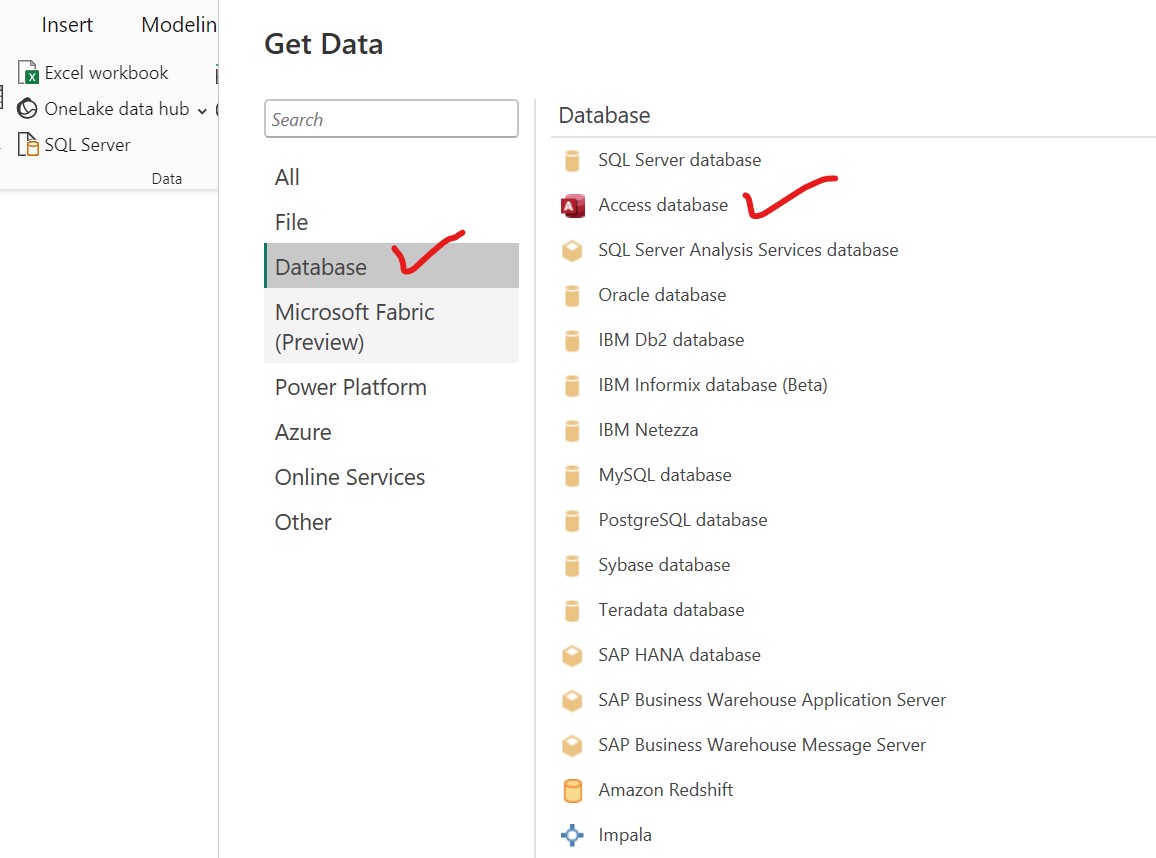 Insert
Modelin
Excel workbook
OneLake data hub
SQL Server
Data
Get Data
Search
All
File
Database
Microsoft Fabric
(Preview)
Power Platform
Azure
Online Services
Other
Database
SQL Server database
Access database
SQL Server Analysis Services database
Oracle database
IBM Db2 database
IBM Informix database (Beta)
IBM Netezza
MySQL database
PostgreSQL database
Sybase database
Teradata database
SAP HANA database
SAP Business Warehouse Application Server
SAP Business Warehouse Message Server
Amazon Redshift
Impala